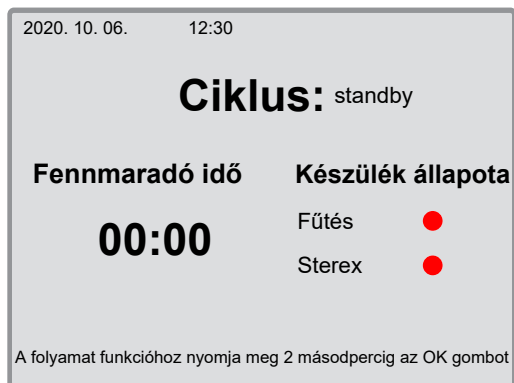 2020. 10. 06. 12:30
Ciklus: standby
Fennmaradó idő
00:00
Készülék állapota
Fűtés
Sterex
A folyamat funkcióhoz nyomja meg 2 másodpercig az OK gombot